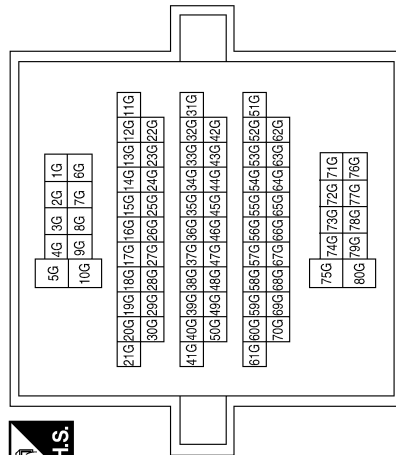 5G 4G 3G 2G 1G
10G 9G 8G 7G 6G
21G 20G 19G 18G 17G 16G 15G 14G 13G 12G 11G
30G 29G 28G 27G 26G 25G 24G 23G 22G
41G 40G 39G 38G 37G 36G 35G 34G 33G 32G 31G
50G 49G 48G 47G 46G 45G 44G 43G 42G
61G 60G 59G 58G 57G 56G 55G 54G 53G 52G 51G
70G 69G 68G 67G 66G 65G 64G 63G 62G
75G 74G 73G 72G 71G
80G 79G 78G 77G 76G
H.S.